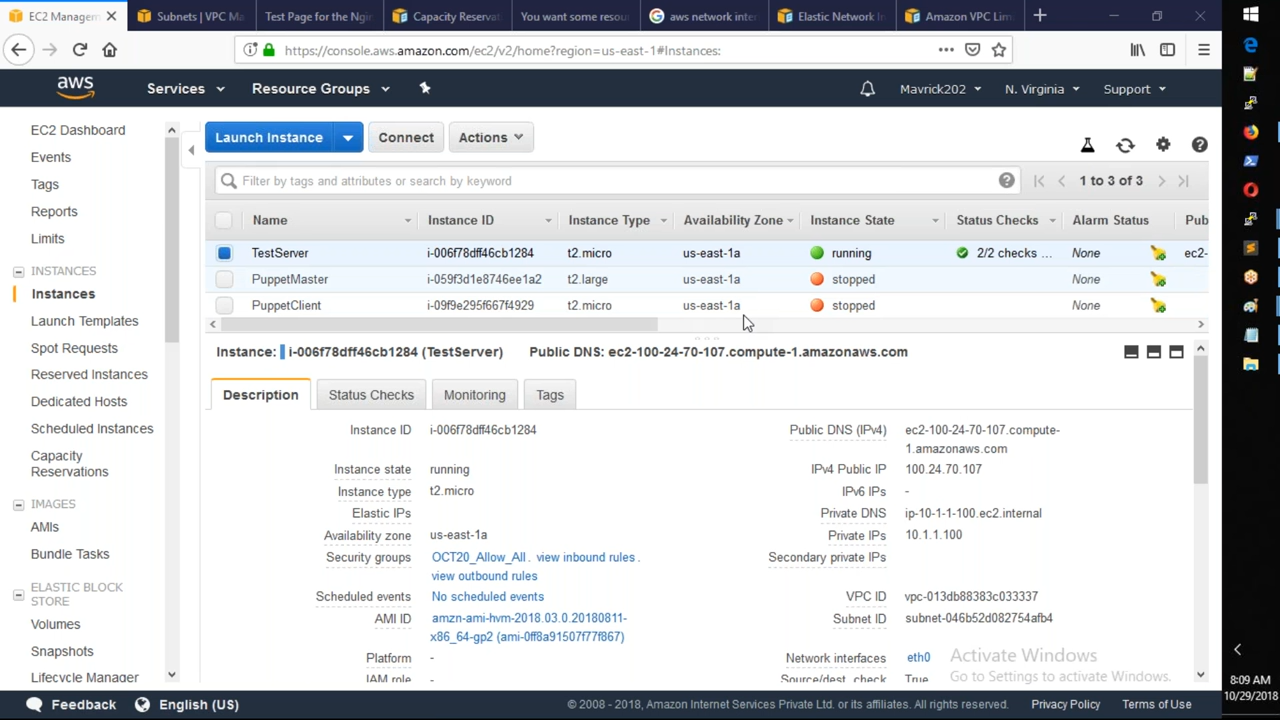 EC2 Managem
Subnets | VPC Ma
Test Page for the Ngin
Capacity Reservat
You want some resou
aws network inter
Elastic Network In
Amazon VPC Lim
https://console.aws.amazon.com/ec2/v2/home?region=us-east-1#Instances:
aws
Services
Resource Groups
Mavrick202
N. Virginia
Support
EC2 Dashboard
Events
Tags
Reports
Limits
INSTANCES
Instances
Launch Templates
Spot Requests
Reserved Instances
Dedicated Hosts
Scheduled Instances
Capacity
Reservations
IMAGES
AMIs
Bundle Tasks
ELASTIC BLOCK
STORE
Volumes
Snapshots
Lifecycle Manager
Launch Instance
Connect
Actions
Filter by tags and attributes or search by keyword
1 to 3 of 3
Name Instance ID Instance Type Availability Zone Instance State Status Checks Alarm Status Pub
TestServer i-006f78dff46cb1284 t2.micro us-east-1a running 2/2 checks ... None ec2-
PuppetMaster i-059f3d1e8746ee1a2 t2.large us-east-1a stopped None
PuppetClient i-09f9e295f667f4929 t2.micro us-east-1a stopped None
Instance: i-006f78dff46cb1284 (TestServer) Public DNS: ec2-100-24-70-107.compute-1.amazonaws.com
Description
Status Checks
Monitoring
Tags
Instance ID i-006f78dff46cb1284
Instance state running
Instance type t2.micro
Elastic IPs
Availability zone us-east-1a
Security groups OCT20_Allow_All. view inbound rules.
view outbound rules
Scheduled events No scheduled events
AMI ID amzn-ami-hvm-2018.03.0.20180811-
x86_64-gp2 (ami-0ff8a91507f77f867)
Platform -
IAM role -
Public DNS (IPv4) ec2-100-24-70-107.compute-
1.amazonaws.com
IPv4 Public IP 100.24.70.107
IPv6 IPs -
Private DNS ip-10-1-1-100.ec2.internal
Private IPs 10.1.1.100
Secondary private IPs
VPC ID vpc-013db88383c033337
Subnet ID subnet-046b52d082754afb4
Network interfaces eth0
Source/dest. check True
Activate Windows
Go to Settings to activate Windows.
Feedback
English (US)
© 2008 - 2018, Amazon Internet Services Private Ltd. or its affiliates. All rights reserved.
Privacy Policy
Terms of Use
8:09 AM
10/29/2018